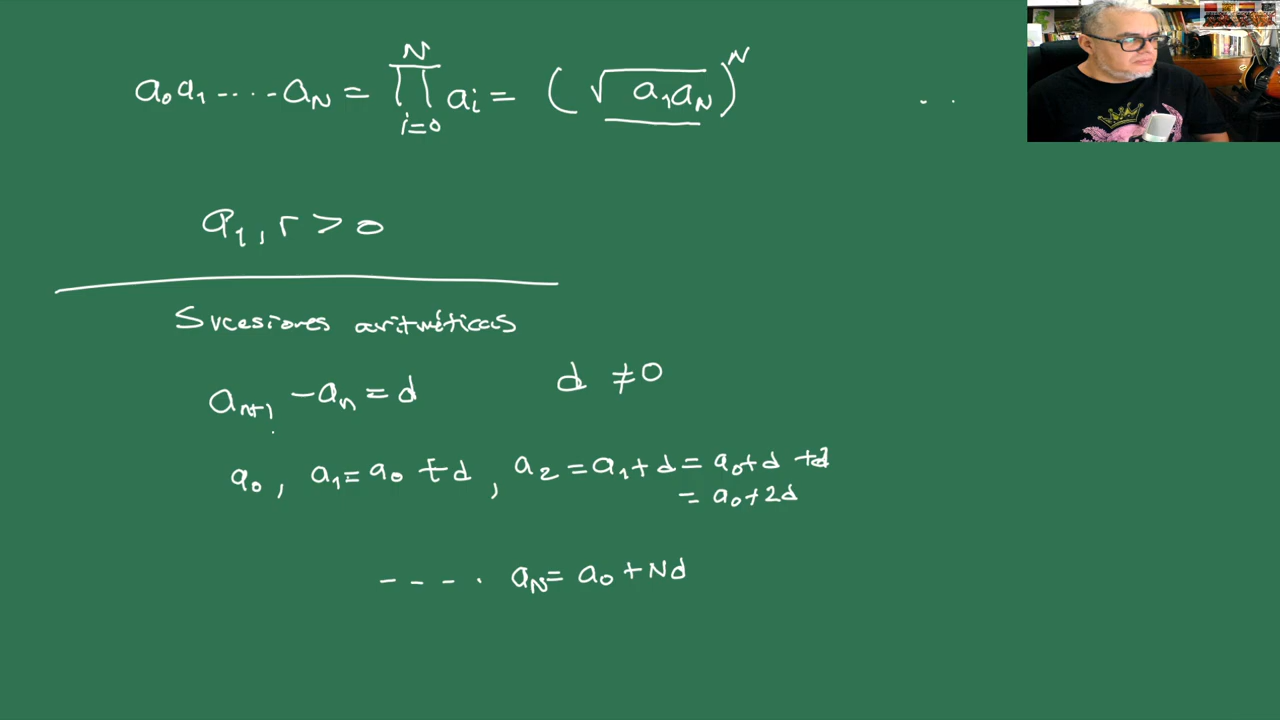 a₀a₁ ---- a_N = ∏_{i=0}^{N} aᵢ = (√a₁a_N)^N
a₁, r > 0
Sucesiones aritméticas
a_{n+1} - a_n = d    d ≠ 0
a₀, a₁ = a₀ + d, a₂ = a₁ + d = a₀ + d + d
= a₀ + 2d
- - - - . a_N = a₀ + Nd